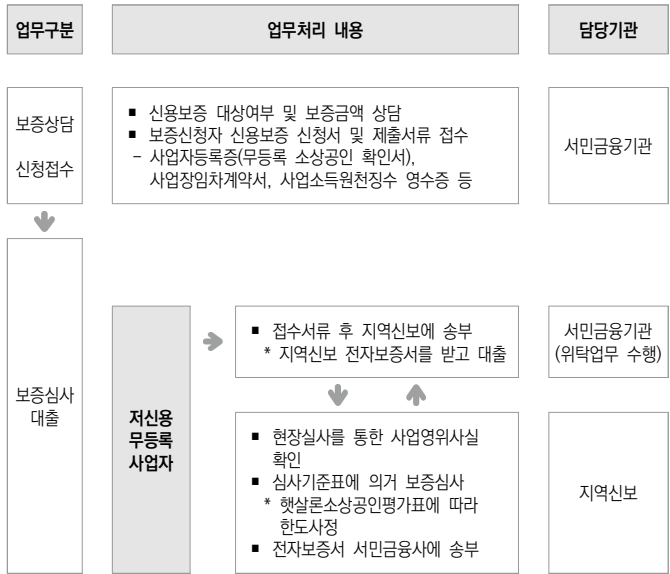 업무구분
업무처리 내용
담당기관
보증상담
신청접수
■ 신용보증 대상여부 및 보증금액 상담
■ 보증신청자 신용보증 신청서 및 제출서류 접수
- 사업자등록증(무등록 소상공인 확인서),
사업장임차계약서, 사업소득원천징수 영수증 등
서민금융기관
보증심사
대출
저신용
무등록
사업자
■ 접수서류 후 지역신보에 송부
* 지역신보 전자보증서를 받고 대출
서민금융기관
(위탁업무 수행)
■ 현장실사를 통한 사업영위사실
확인
■ 심사기준표에 의거 보증심사
* 햇살론소상공인평가표에 따라
한도사정
■ 전자보증서 서민금융사에 송부
지역신보